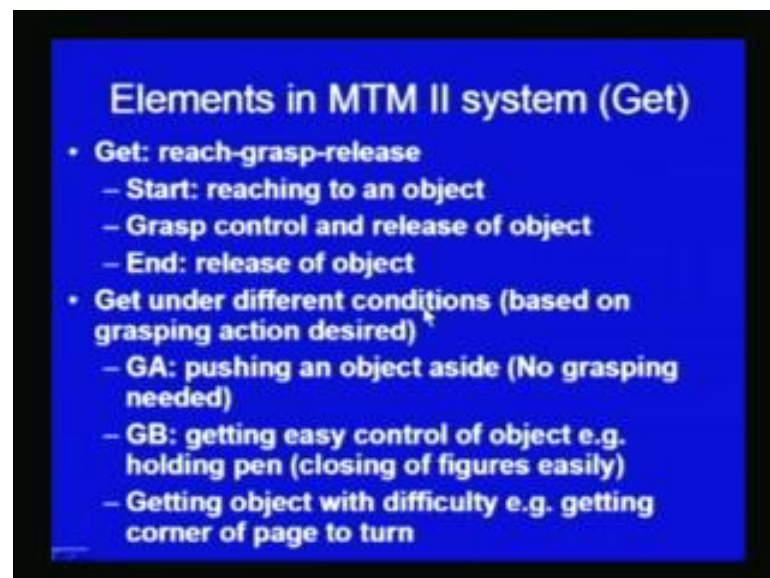 Elements in MTM II system (Get)
• Get: reach-grasp-release
– Start: reaching to an object
– Grasp control and release of object
– End: release of object
• Get under different conditions (based on
grasping action desired)
– GA: pushing an object aside (No grasping
needed)
– GB: getting easy control of object e.g.
holding pen (closing of figures easily)
– Getting object with difficulty e.g. getting
corner of page to turn